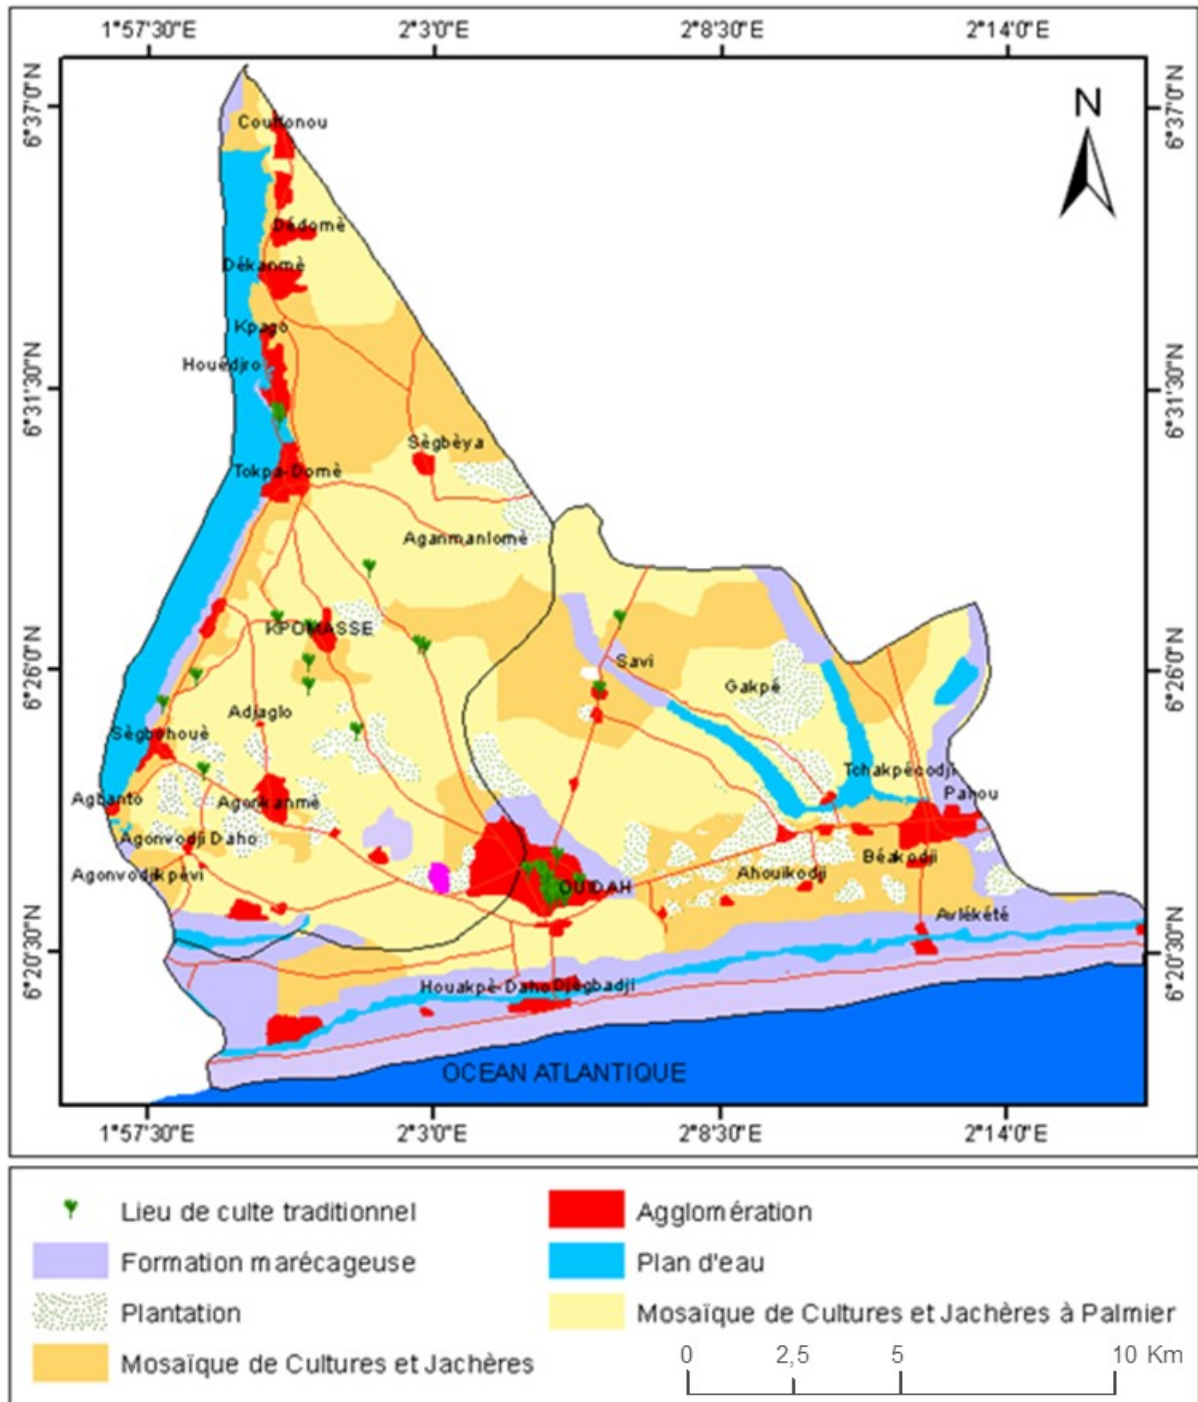 1°57'30"E 2°3'0"E 2°8'30"E 2°14'0"E
6°37'0"N 6°37'0"N
N
Couffonou
Dédomè
Dékanmè
Kpago
Houèdjro
6°31'30"N 6°31'30"N
Sègbèya
Tokpa-Domè
Aganmanlomè
KPOMASSE
Savi
6°26'0"N 6°26'0"N
Gakpé
Adjaglo
Sègbohouè
Pahou
Agbanto
Agonkanmè
Agonvodji Daho
Béakodji
Agonvodjikpévi
Ahouikodji
OUIDAH
Avlékété
6°20'30"N 6°20'30"N
Houakpè-Daho Djègbadji
OCEAN ATLANTIQUE
1°57'30"E 2°3'0"E 2°8'30"E 2°14'0"E
Lieu de culte traditionnel
Agglomération
Formation marécageuse
Plan d'eau
Plantation
Mosaïque de Cultures et Jachères à Palmier
Mosaïque de Cultures et Jachères
0 2,5 5 10 Km